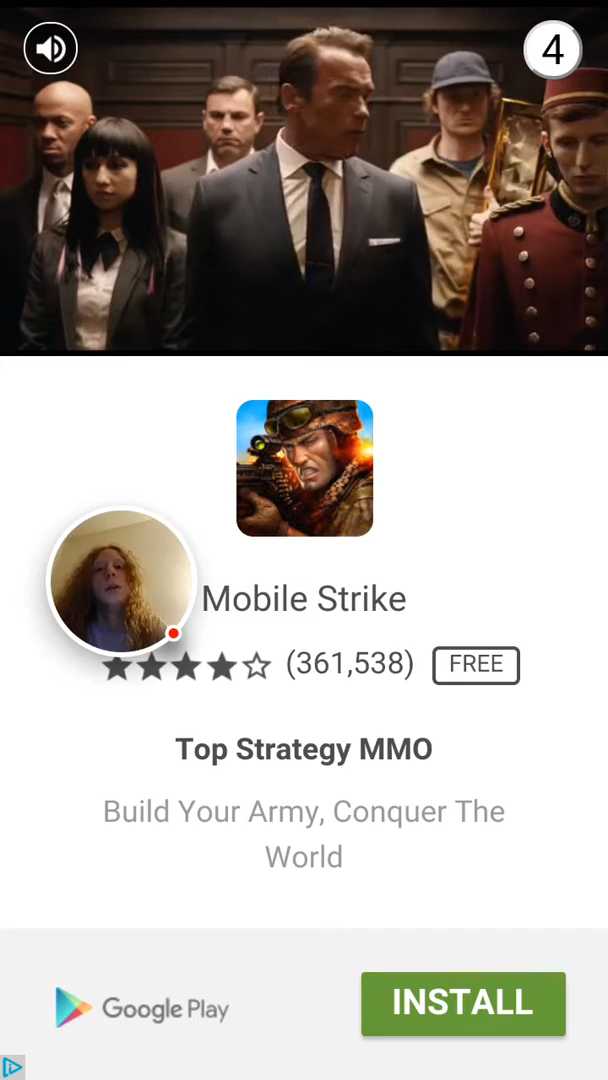 4
Mobile Strike
(361,538) FREE
Top Strategy MMO
Build Your Army, Conquer The
World
Google Play
INSTALL